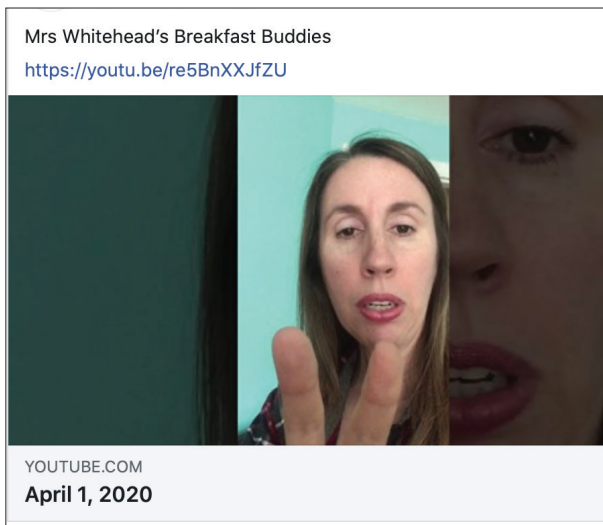 Mrs Whitehead’s Breakfast Buddies
https://youtu.be/re5BnXXJfZU
YOUTUBE.COM
April 1, 2020